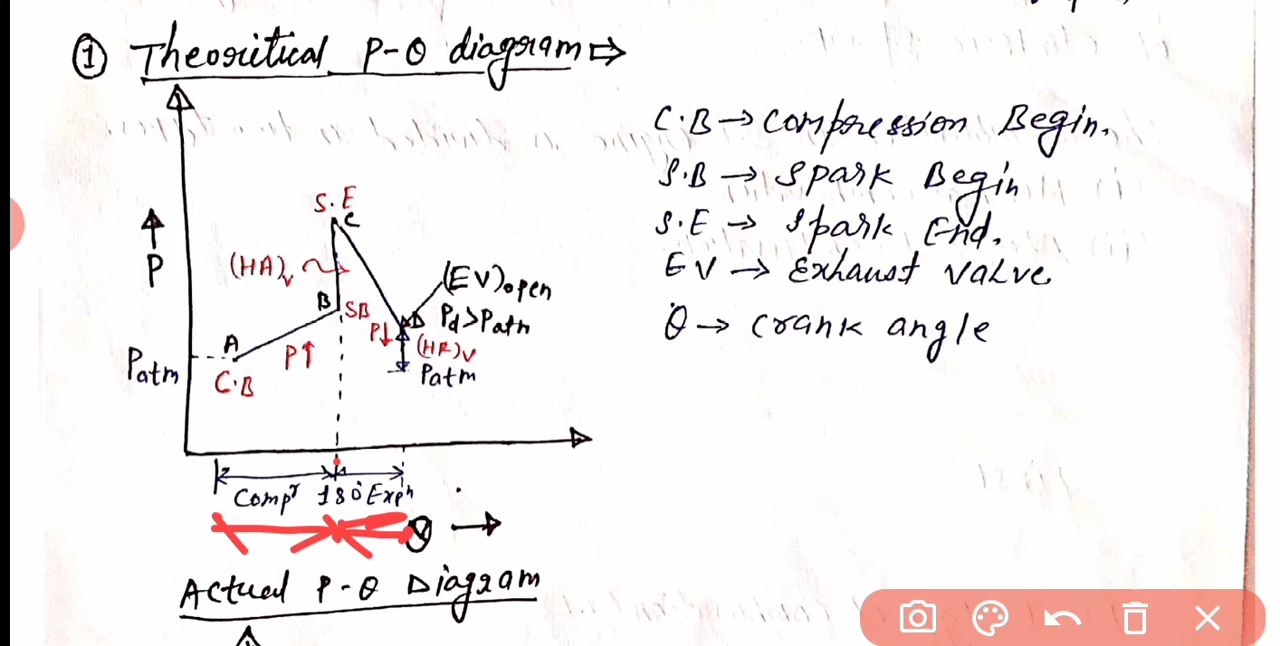 ① Theoritical P-θ diagram ⇒
C.B → Compression Begin.
S.B → Spark Begin
S.E → Spark End.
EV → Exhaust valve
θ → crank angle
S.E
C
(HA)v
P
B
SB
(EV)open
Pd>Patm
A
P↑
P↓
D
(HR)v
Patm
Patm
C.B
Compr 180° Expn
θ →
Actual P-θ Diagram